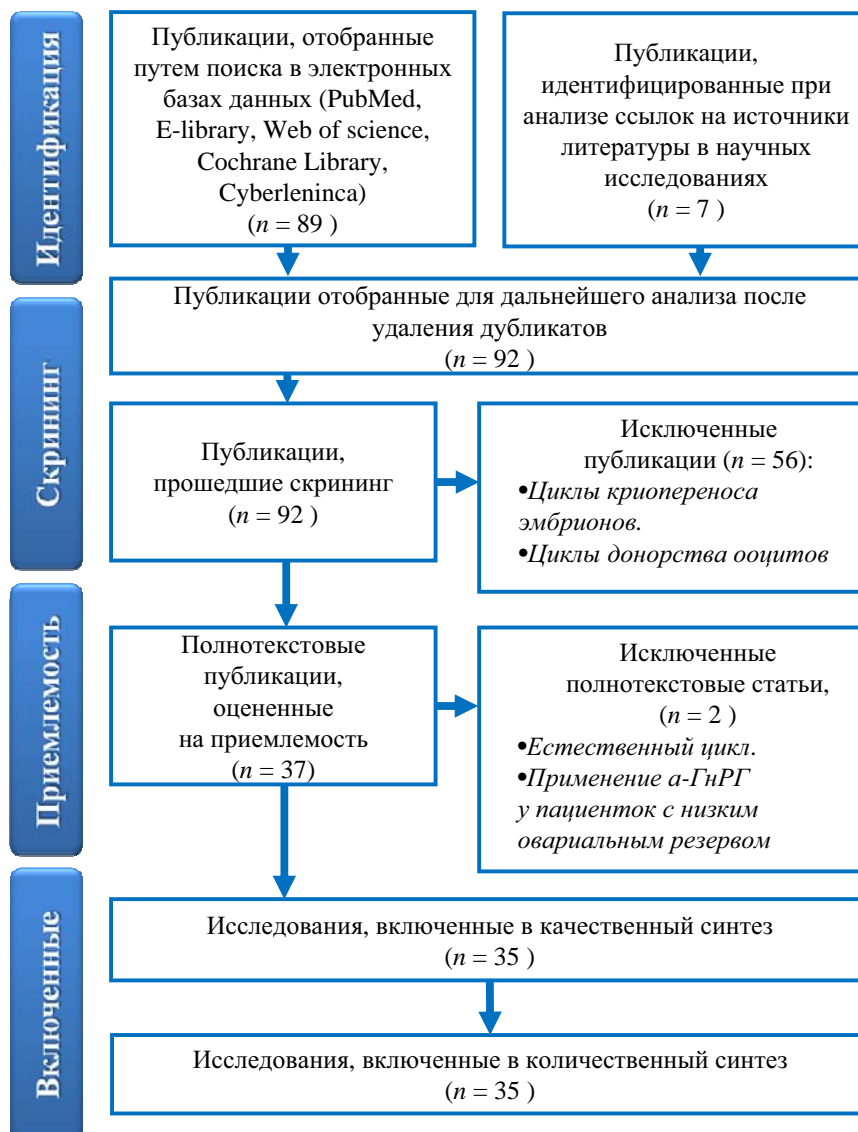 Идентификация
Публикации, отобранные
путем поиска в электронных
базах данных (PubMed,
E-library, Web of science,
Cochrane Library,
Cyberleninca)
(n = 89 )
Публикации,
идентифицированные при
анализе ссылок на источники
литературы в научных
исследованиях
(n = 7 )
Скрининг
Публикации отобранные для дальнейшего анализа после
удаления дубликатов
(n = 92 )
Публикации,
прошедшие скрининг
(n = 92 )
Исключенные
публикации (n = 56):
•Циклы криопереноса
эмбрионов.
•Циклы донорства ооцитов
Приемлемость
Полнотекстовые
публикации,
оцененные
на приемлемость
(n = 37)
Исключенные
полнотекстовые статьи,
(n = 2 )
•Естественный цикл.
•Применение а-ГнРГ
у пациенток с низким
овариальным резервом
Включенные
Исследования, включенные в качественный синтез
(n = 35 )
Исследования, включенные в количественный синтез
(n = 35 )